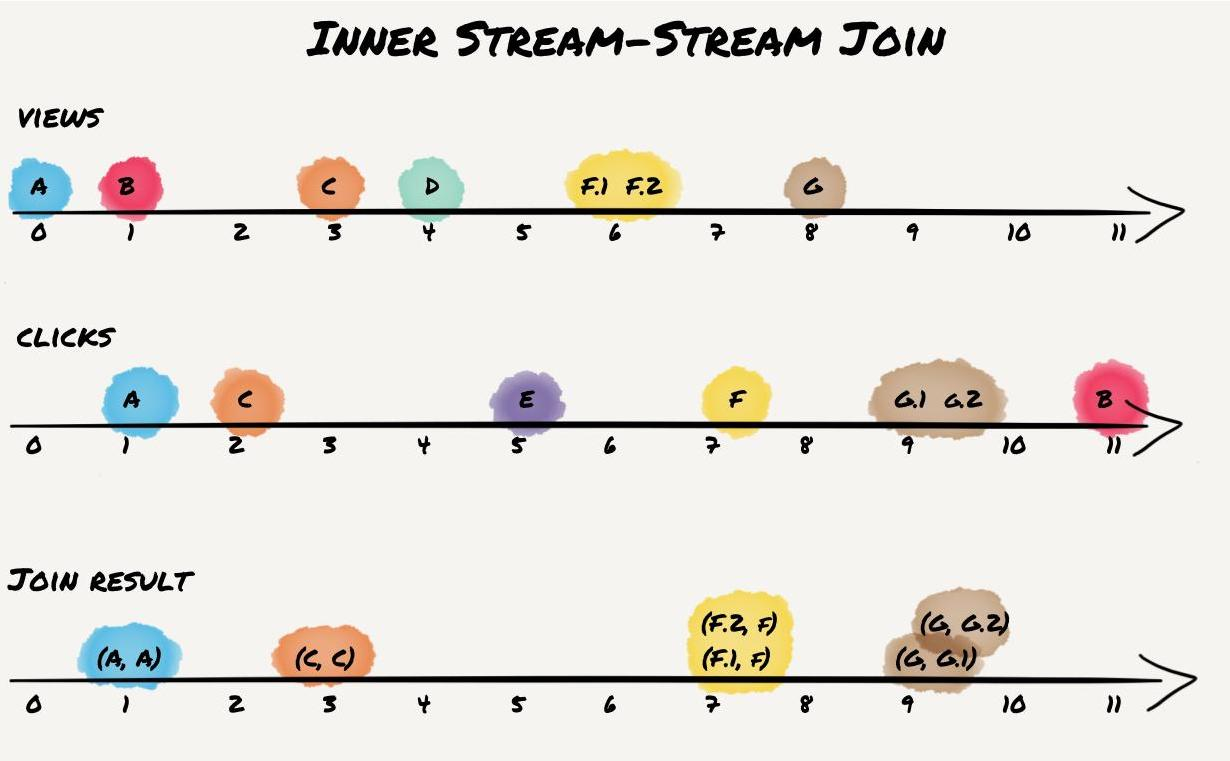 INNER STREAM-STREAM JOIN
VIEWS
A B C D F.1 F.2 G
0 1 2 3 4 5 6 7 8 9 10 11
CLICKS
A C E F G.1 G.2 B
0 1 2 3 4 5 6 7 8 9 10 11
JOIN RESULT
(F.2, F) (G, G.2)
(A, A) (C, C) (F.1, F) (G, G.1)
0 1 2 3 4 5 6 7 8 9 10 11